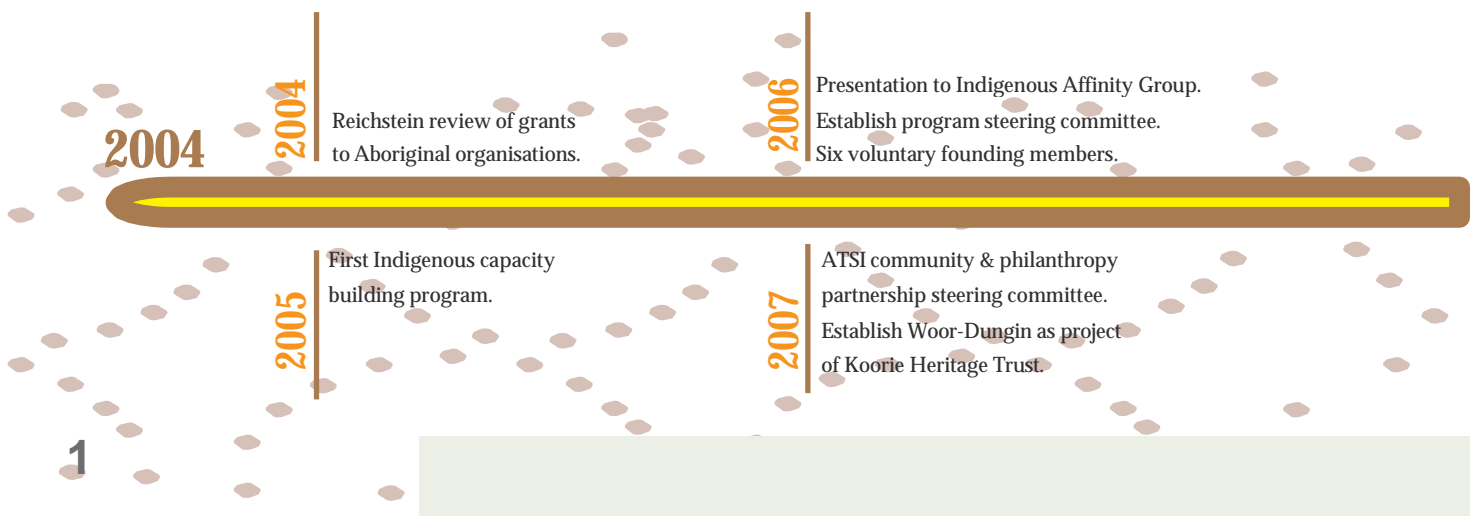 2004
2004
Reichstein review of grants
to Aboriginal organisations.
2006
Presentation to Indigenous Affinity Group.
Establish program steering committee.
Six voluntary founding members.
2005
First Indigenous capacity
building program.
2007
ATSI community & philanthropy
partnership steering committee.
Establish Woor-Dungin as project
of Koorie Heritage Trust.
1